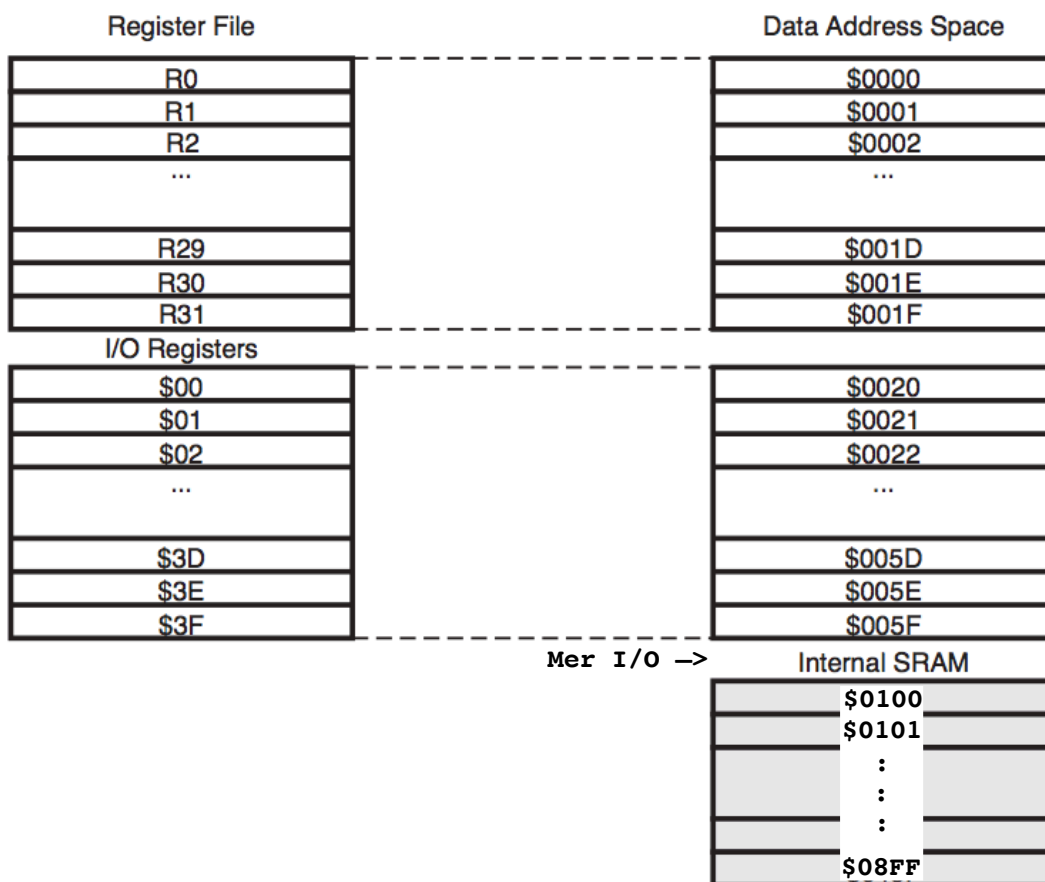 Register File
Data Address Space
R0
$0000
R1
$0001
R2
$0002
...
...
R29
$001D
R30
$001E
R31
$001F
I/O Registers
$00
$0020
$01
$0021
$02
$0022
...
...
$3D
$005D
$3E
$005E
$3F
$005F
Mer I/O —>
Internal SRAM
$0100
$0101
:
:
:
$08FF